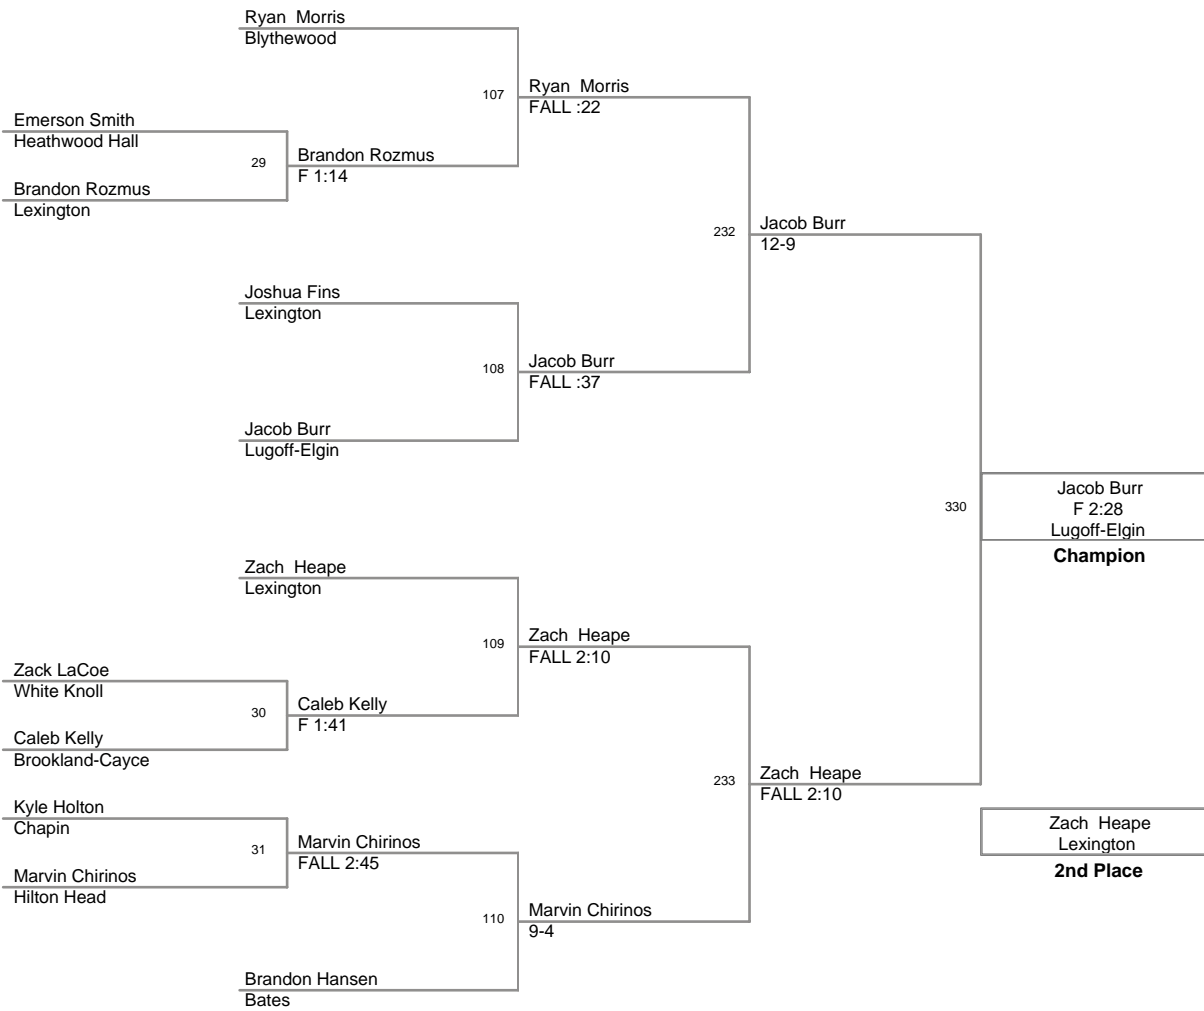 Ryan  Morris
Blythewood
107
Ryan  Morris
FALL :22
Emerson Smith
Heathwood Hall
29
Brandon Rozmus
F 1:14
Brandon Rozmus
Lexington
232
Jacob Burr
12-9
Joshua Fins
Lexington
108
Jacob Burr
FALL :37
Jacob Burr
Lugoff-Elgin
330
Jacob Burr
F 2:28
Lugoff-Elgin
Champion
Zach  Heape
Lexington
109
Zach  Heape
FALL 2:10
Zack LaCoe
White Knoll
30
Caleb Kelly
F 1:41
Caleb Kelly
Brookland-Cayce
233
Zach  Heape
FALL 2:10
Kyle Holton
Chapin
31
Marvin Chirinos
FALL 2:45
Marvin Chirinos
Hilton Head
Zach  Heape
Lexington
2nd Place
110
Marvin Chirinos
9-4
Brandon Hansen
Bates